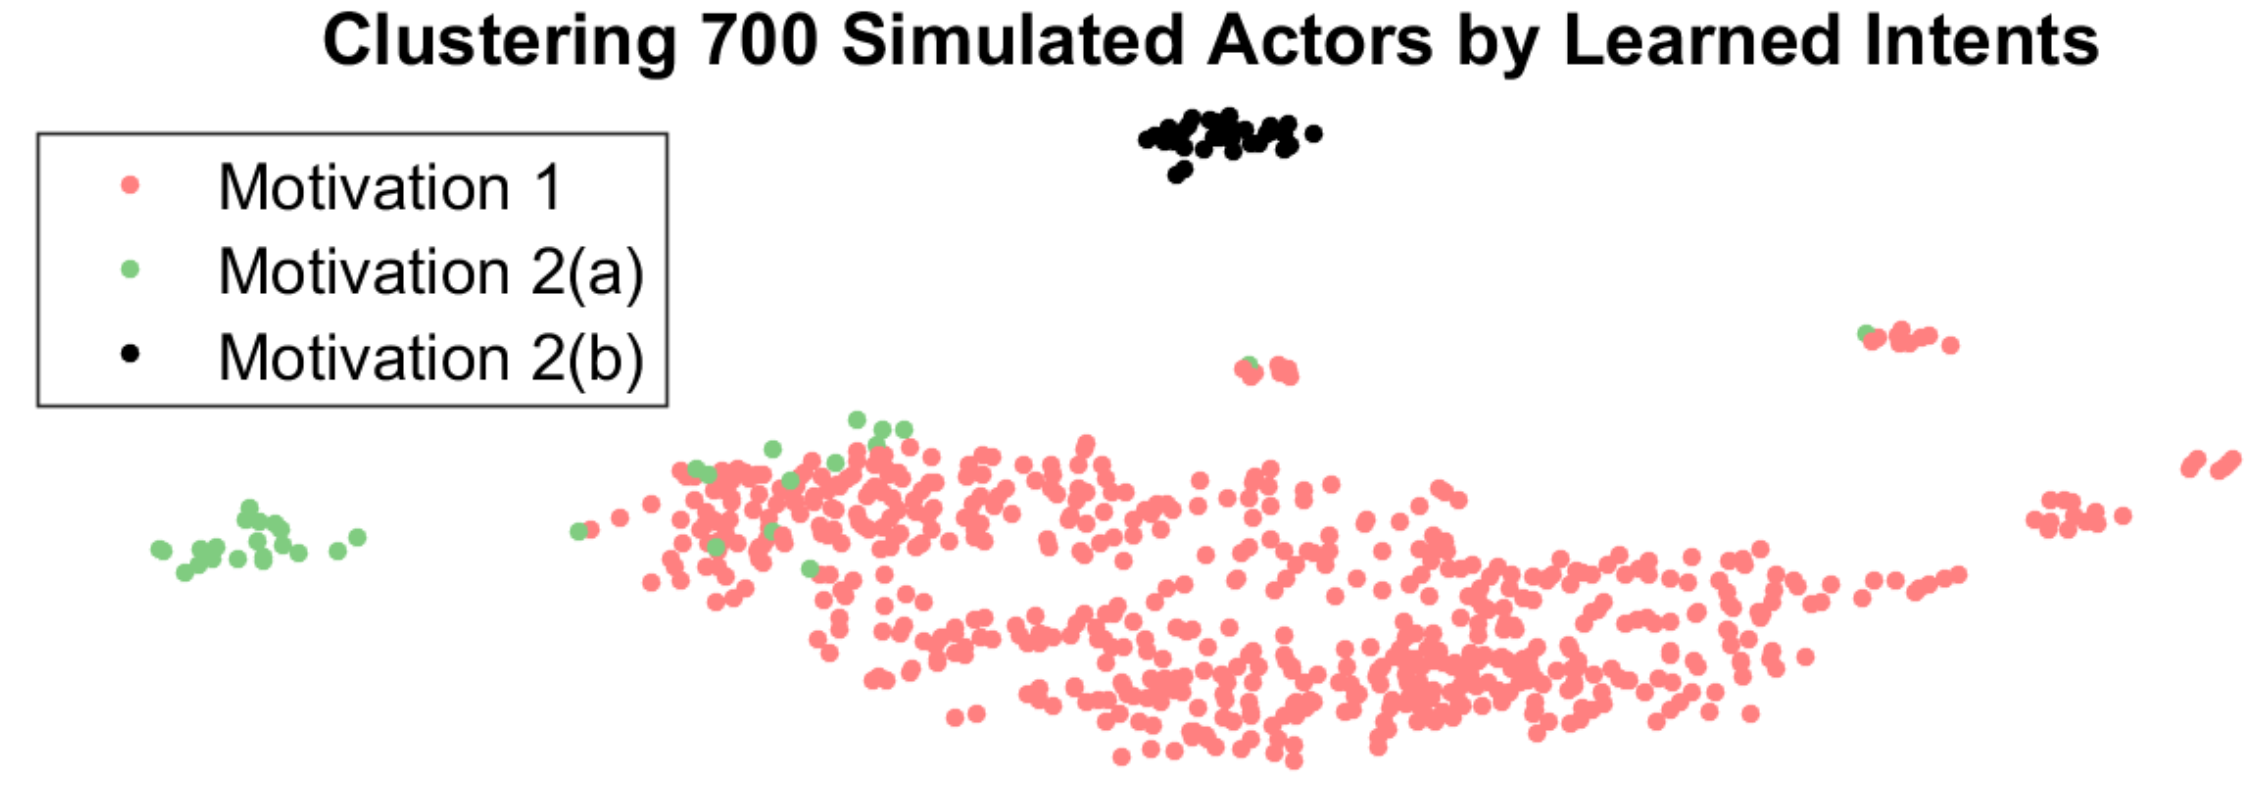 Clustering 700 Simulated Actors by Learned Intents
Motivation 1
Motivation 2(a)
Motivation 2(b)